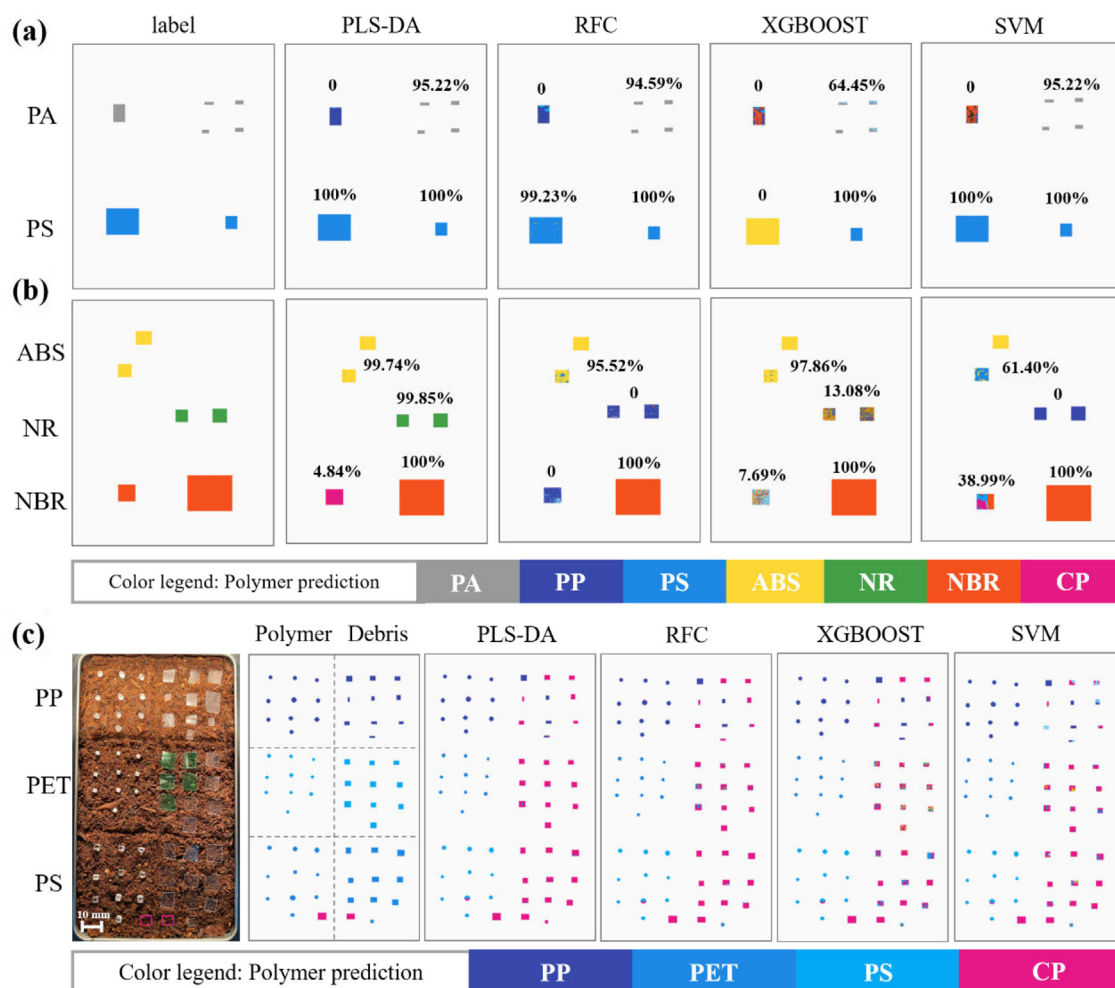 (a)
label PLS-DA RFC XGBOOST SVM
PA
0 95.22% 0 94.59% 0 64.45% 0 95.22%
PS
100% 100% 99.23% 100% 0 100% 100% 100%
(b)
ABS
99.74% 95.52% 97.86% 61.40%
NR
99.85% 0 13.08% 0
NBR
4.84% 100% 0 100% 7.69% 100% 38.99% 100%
Color legend: Polymer prediction PA PP PS ABS NR NBR CP
(c)
Polymer Debris PLS-DA RFC XGBOOST SVM
PP
PET
PS
10 mm
Color legend: Polymer prediction PP PET PS CP